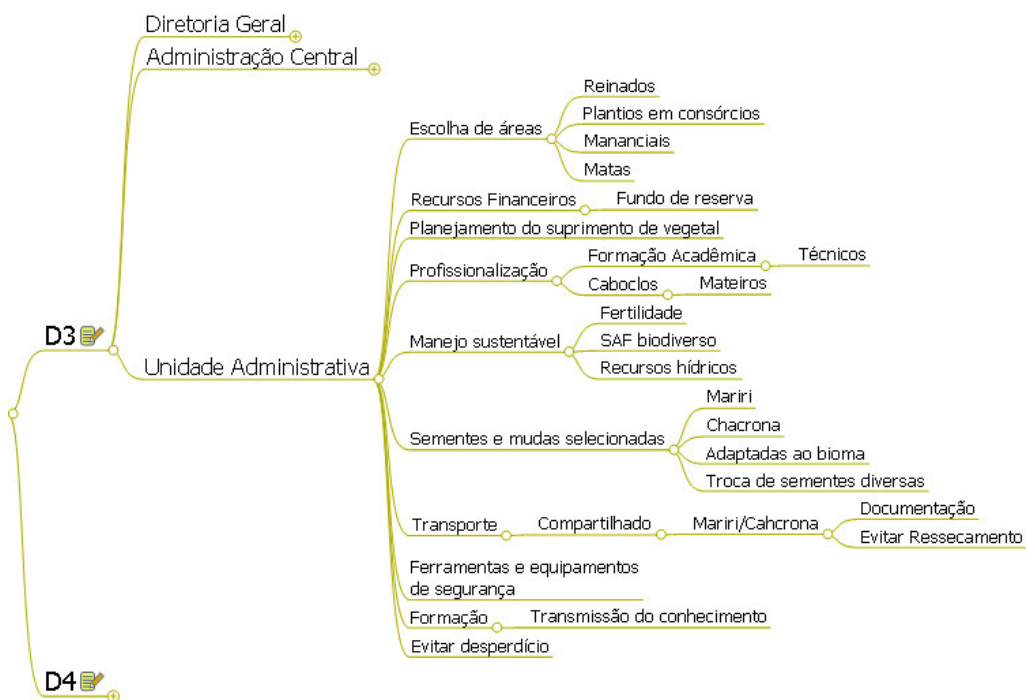 Diretoria Geral
Administração Central
Reinados
Escolha de áreas
Plantios em consórcios
Mananciais
Matas
Recursos Financeiros
Fundo de reserva
Planejamento do suprimento de vegetal
Profissionalização
Formação Acadêmica
Técnicos
Caboclos
Mateiros
D3
Unidade Administrativa
Manejo sustentável
Fertilidade
SAF biodiverso
Recursos hídricos
Sementes e mudas selecionadas
Mariri
Chacrona
Adaptadas ao bioma
Troca de sementes diversas
Transporte
Compartilhado
Mariri/Cahcrona
Documentação
Evitar Ressecamento
Ferramentas e equipamentos
de segurança
Formação
Transmissão do conhecimento
Evitar desperdício
D4